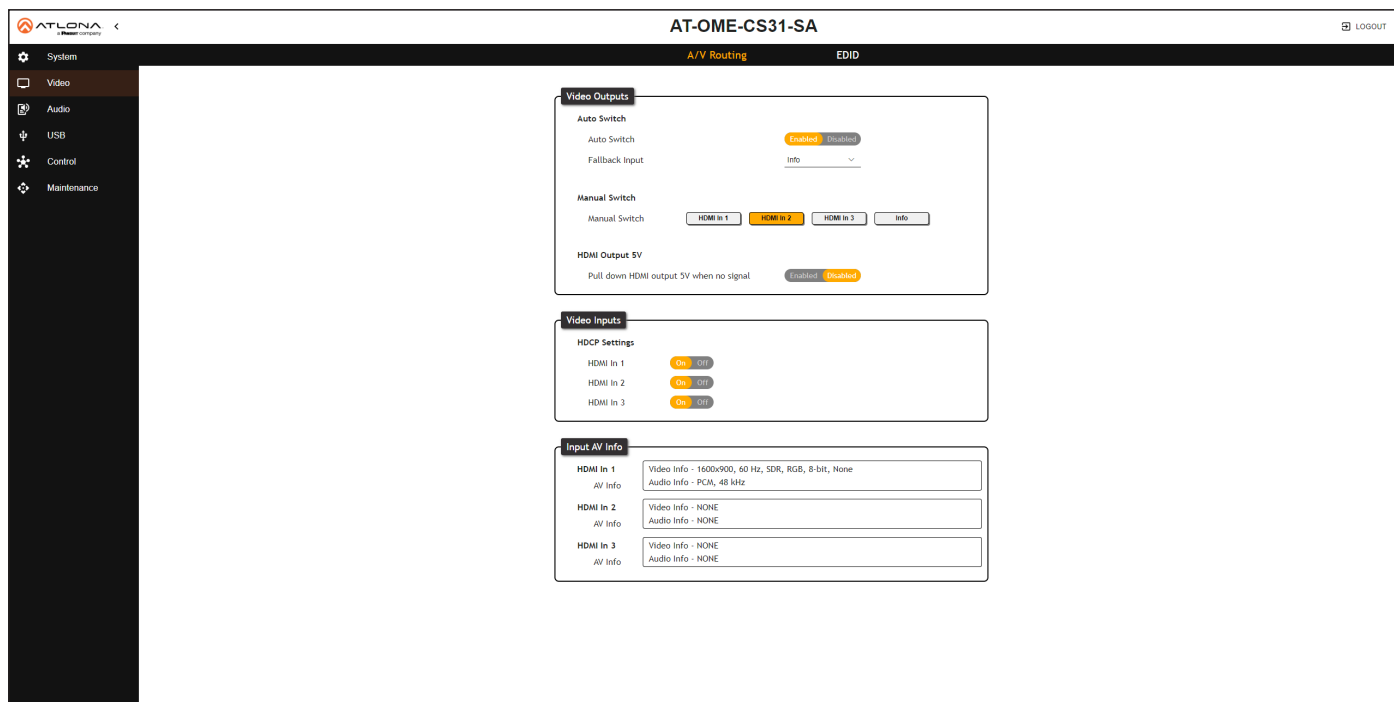 ATLONA
a Panduit company
<
AT-OME-CS31-SA
LOGOUT
System
Video
Audio
USB
Control
Maintenance
A/V Routing EDID
Video Outputs
Auto Switch
Auto Switch Enabled Disabled
Fallback Input Info
Manual Switch
Manual Switch HDMI In 1 HDMI In 2 HDMI In 3 Info
HDMI Output 5V
Pull down HDMI output 5V when no signal Enabled Disabled
Video Inputs
HDCP Settings
HDMI In 1 On Off
HDMI In 2 On Off
HDMI In 3 On Off
Input AV Info
HDMI In 1 Video Info - 1600x900, 60 Hz, SDR, RGB, 8-bit, None
AV Info Audio Info - PCM, 48 kHz
HDMI In 2 Video Info - NONE
AV Info Audio Info - NONE
HDMI In 3 Video Info - NONE
AV Info Audio Info - NONE